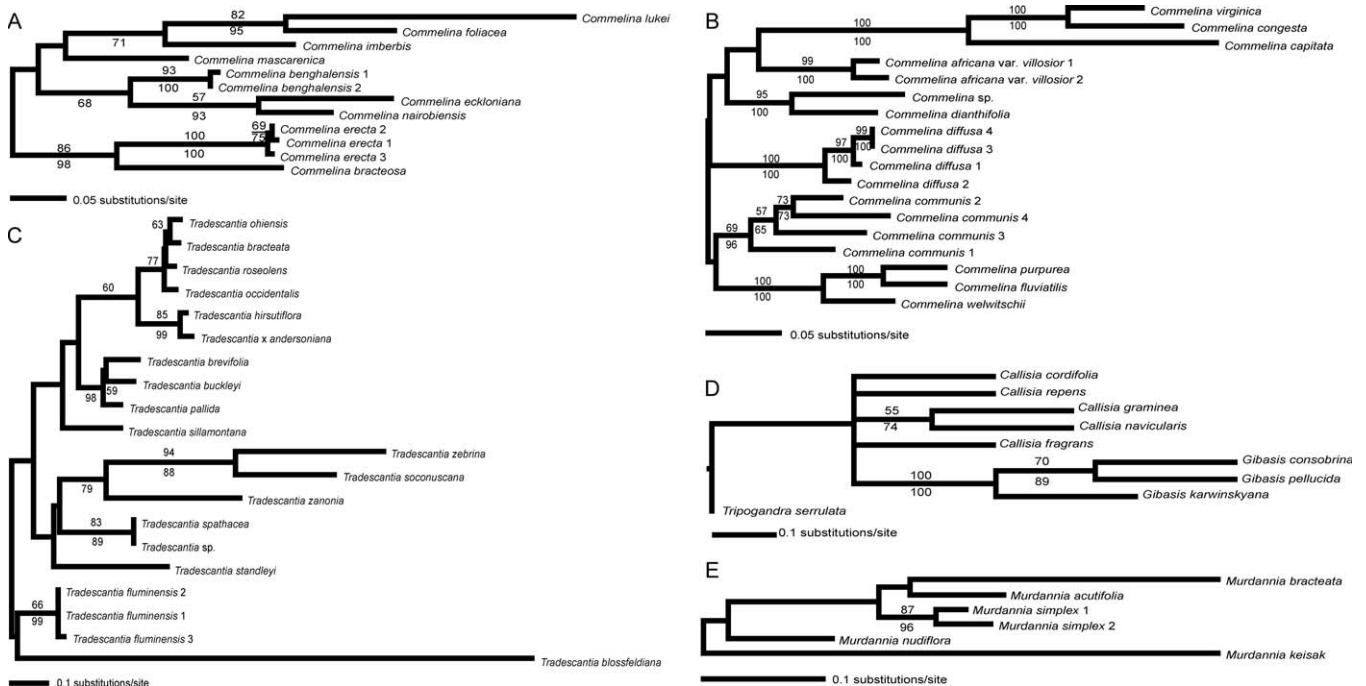 A
82
Commelina lukei
95
Commelina foliacea
71
Commelina imberbis
Commelina mascarenica
93
Commelina benghalensis 1
100
Commelina benghalensis 2
68
57
Commelina eckloniana
93
Commelina nairobiensis
69
Commelina erecta 2
100
75
Commelina erecta 1
86
100
Commelina erecta 3
98
Commelina bracteosa
0.05 substitutions/site
B
100
Commelina virginica
100
100
Commelina congesta
100
Commelina capitata
99
Commelina africana var. villosior 1
100
Commelina africana var. villosior 2
95
Commelina sp.
100
Commelina dianthifolia
99
Commelina diffusa 4
97
100
Commelina diffusa 3
100
100
Commelina diffusa 1
100
Commelina diffusa 2
73
Commelina communis 2
57
73
Commelina communis 4
69
65
Commelina communis 3
96
Commelina communis 1
100
Commelina purpurea
100
100
Commelina fluviatilis
100
Commelina welwitschii
0.05 substitutions/site
C
63
Tradescantia ohiensis
Tradescantia bracteata
77
Tradescantia roseolens
60
Tradescantia occidentalis
85
Tradescantia hirsutiflora
99
Tradescantia x andersoniana
Tradescantia brevifolia
59
Tradescantia buckleyi
98
Tradescantia pallida
Tradescantia sillamontana
94
Tradescantia zebrina
88
Tradescantia soconuscana
79
Tradescantia zanonia
83
Tradescantia spathacea
89
Tradescantia sp.
Tradescantia standleyi
Tradescantia fluminensis 2
66
Tradescantia fluminensis 1
99
Tradescantia fluminensis 3
Tradescantia blossfeldiana
0.1 substitutions/site
D
Callisia cordifolia
Callisia repens
55
Callisia graminea
74
Callisia navicularis
Callisia fragrans
70
Gibasis consobrina
100
89
Gibasis pellucida
100
Gibasis karwinskyana
Tripogandra serrulata
0.1 substitutions/site
E
Murdannia bracteata
Murdannia acutifolia
87
Murdannia simplex 1
96
Murdannia simplex 2
Murdannia nudiflora
Murdannia keisak
0.1 substitutions/site